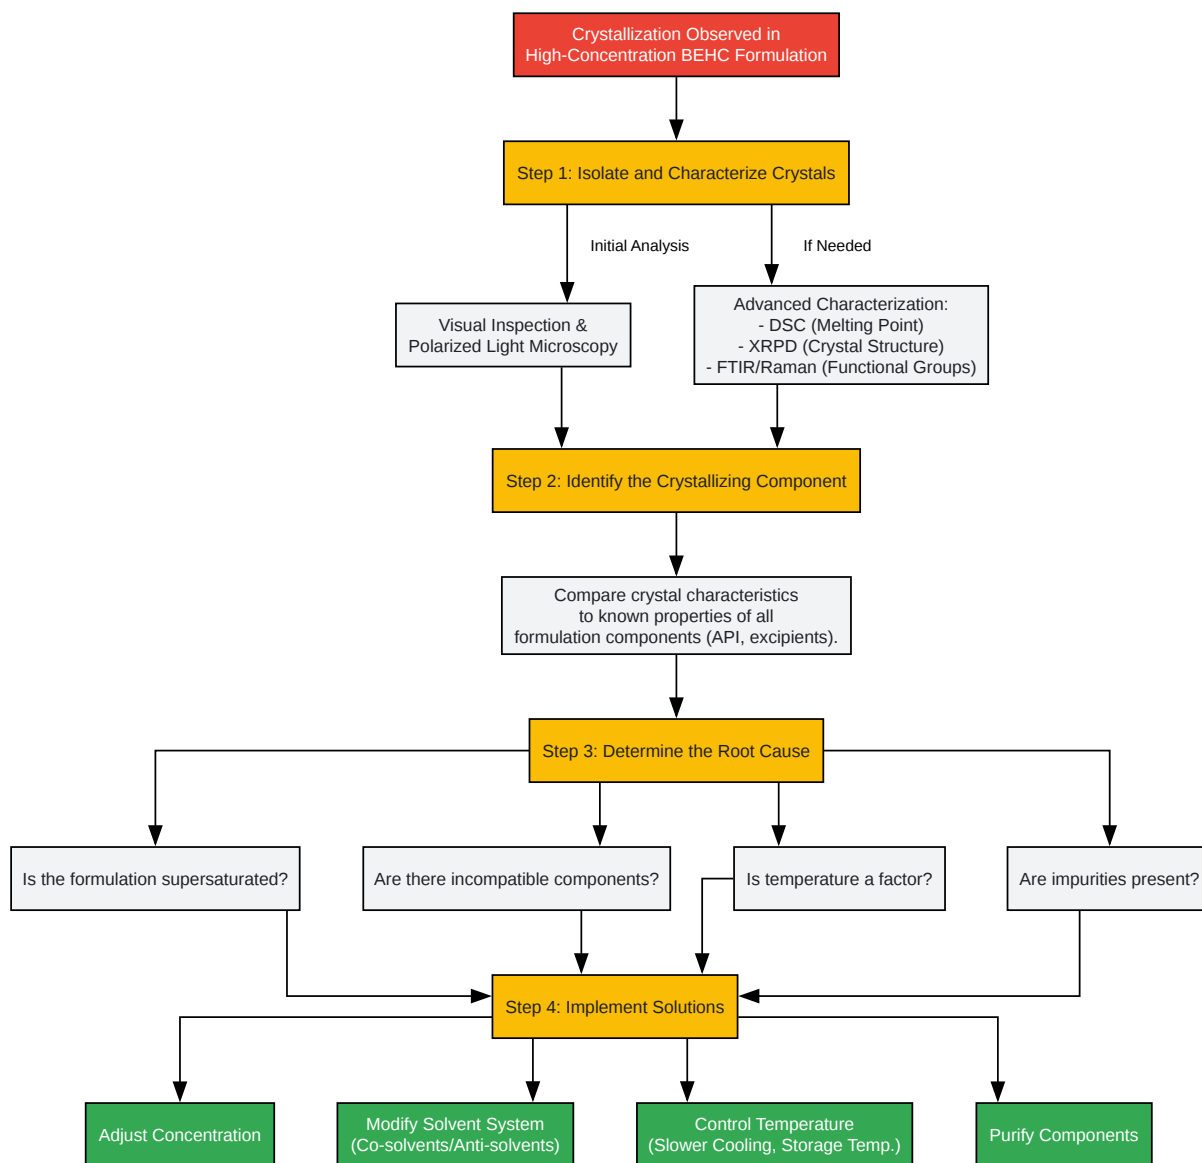 Crystallization Observed in
High-Concentration BEHC Formulation
Step 1: Isolate and Characterize Crystals
Initial Analysis
If Needed
Visual Inspection &
Polarized Light Microscopy
Advanced Characterization:
- DSC (Melting Point)
- XRPD (Crystal Structure)
- FTIR/Raman (Functional Groups)
Step 2: Identify the Crystallizing Component
Compare crystal characteristics
to known properties of all
formulation components (API, excipients).
Step 3: Determine the Root Cause
Is the formulation supersaturated?
Are there incompatible components?
Is temperature a factor?
Are impurities present?
Step 4: Implement Solutions
Adjust Concentration
Modify Solvent System
(Co-solvents/Anti-solvents)
Control Temperature
(Slower Cooling, Storage Temp.)
Purify Components